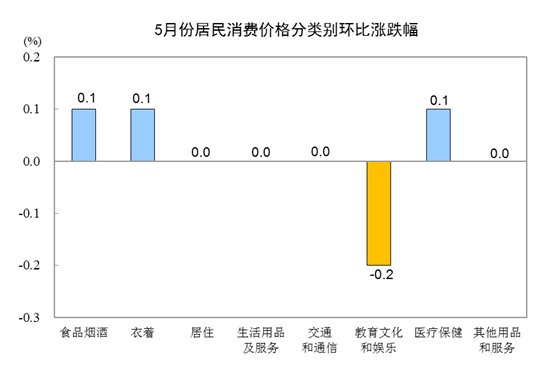 5月份居民消费价格分类别环比涨跌幅
(%)
0.2
0.1
0.0
-0.1
-0.2
-0.3
0.1
0.1
0.0
0.0
0.0
-0.2
0.1
0.0
食品烟酒
衣着
居住
生活用品
及服务
交通
和通信
教育文化
和娱乐
医疗保健
其他用品
和服务